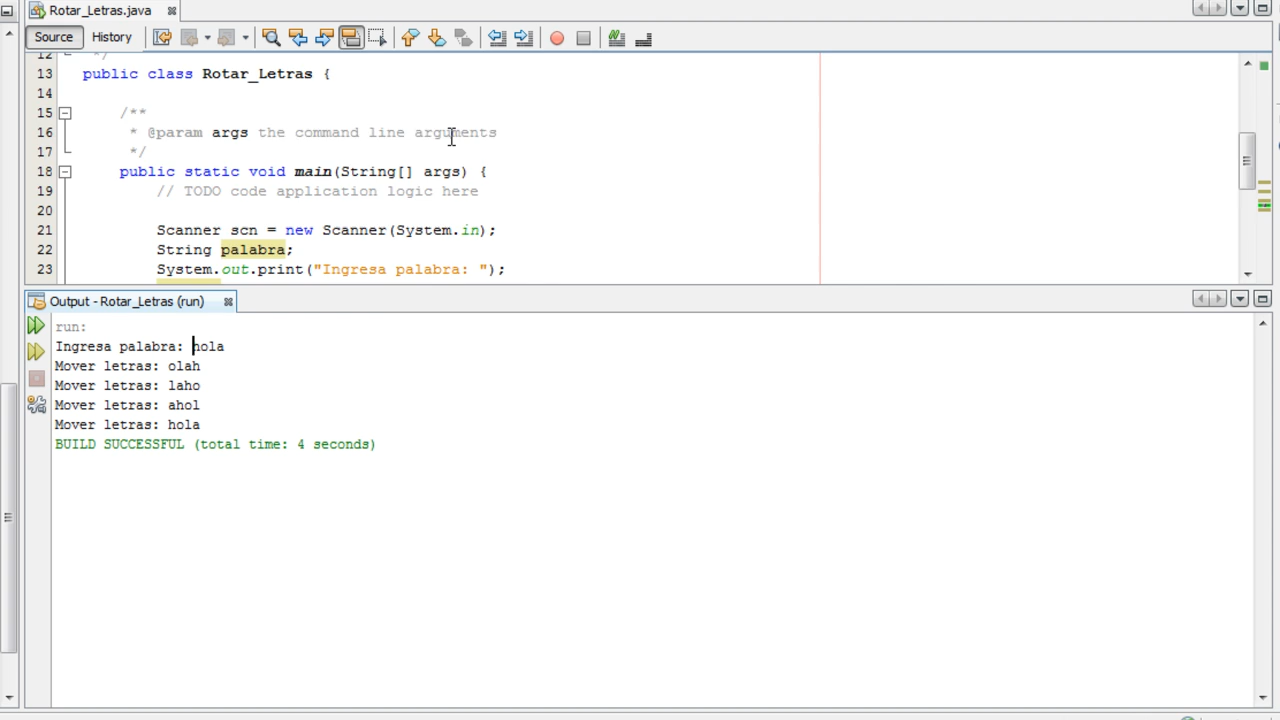 Rotar_Letras.java
Source History
12 */
13 public class Rotar_Letras {
14
15 /**
16 * @param args the command line arguments
17 */
18 public static void main(String[] args) {
19 // TODO code application logic here
20
21 Scanner scn = new Scanner(System.in);
22 String palabra;
23 System.out.print("Ingresa palabra: ");
Output - Rotar_Letras (run)
run:
Ingresa palabra: hola
Mover letras: olah
Mover letras: laho
Mover letras: ahol
Mover letras: hola
BUILD SUCCESSFUL (total time: 4 seconds)